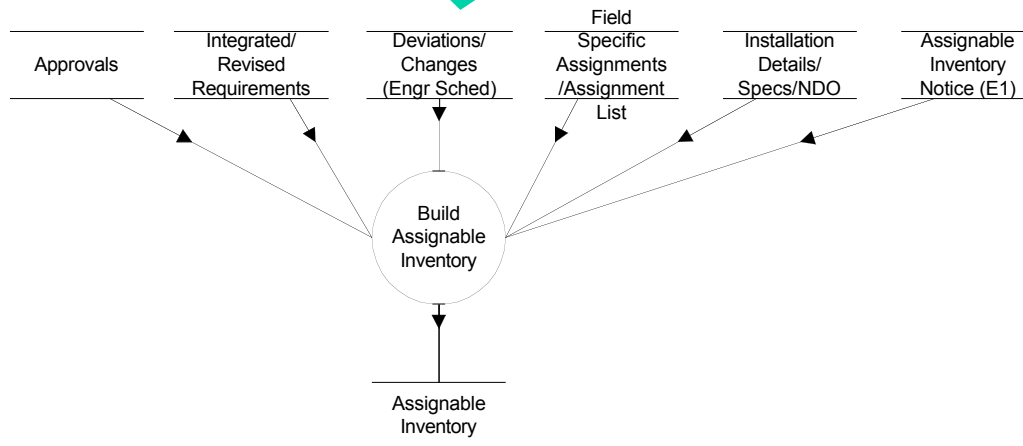 Approvals
Integrated/
Revised
Requirements
Deviations/
Changes
(Engr Sched)
Field
Specific
Assignments
/Assignment
List
Installation
Details/
Specs/NDO
Assignable
Inventory
Notice (E1)
Build
Assignable
Inventory
Assignable
Inventory